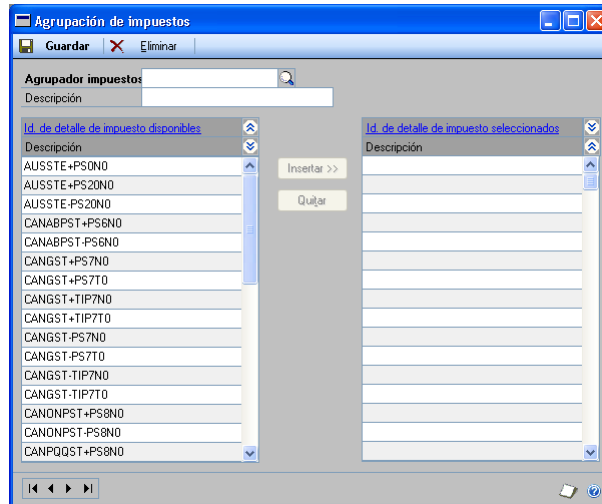 Agrupación de impuestos
Guardar Eliminar
Agrupador impuestos
Descripción
Id. de detalle de impuesto disponibles
Descripción
AUSSTE+PS0N0
AUSSTE+PS20N0
AUSSTE-PS20N0
CANABPST+PS6N0
CANABPST-PS6N0
CANGST+PS7N0
CANGST+PS7T0
CANGST+TIP7N0
CANGST+TIP7T0
CANGST-PS7N0
CANGST-PS7T0
CANGST-TIP7N0
CANGST-TIP7T0
CANONPST+PS8N0
CANONPST-PS8N0
CANPQQST+PS8N0
Insertar >>
Quitar
Id. de detalle de impuesto seleccionados
Descripción